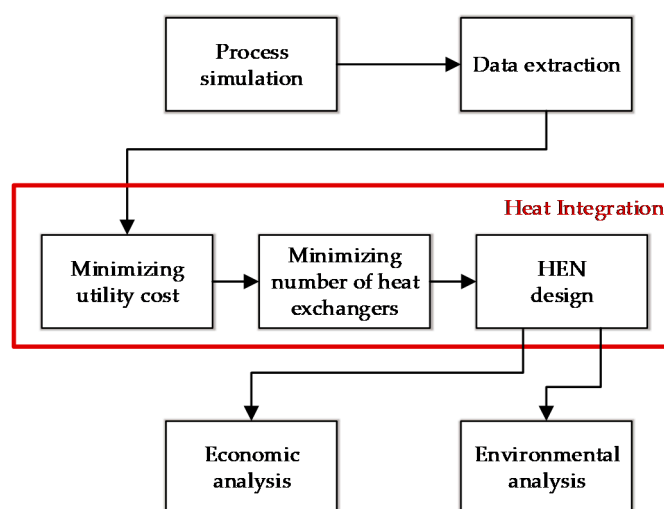 Process
simulation
Data extraction
Heat Integration
Minimizing
utility cost
Minimizing
number of heat
exchangers
HEN
design
Economic
analysis
Environmental
analysis